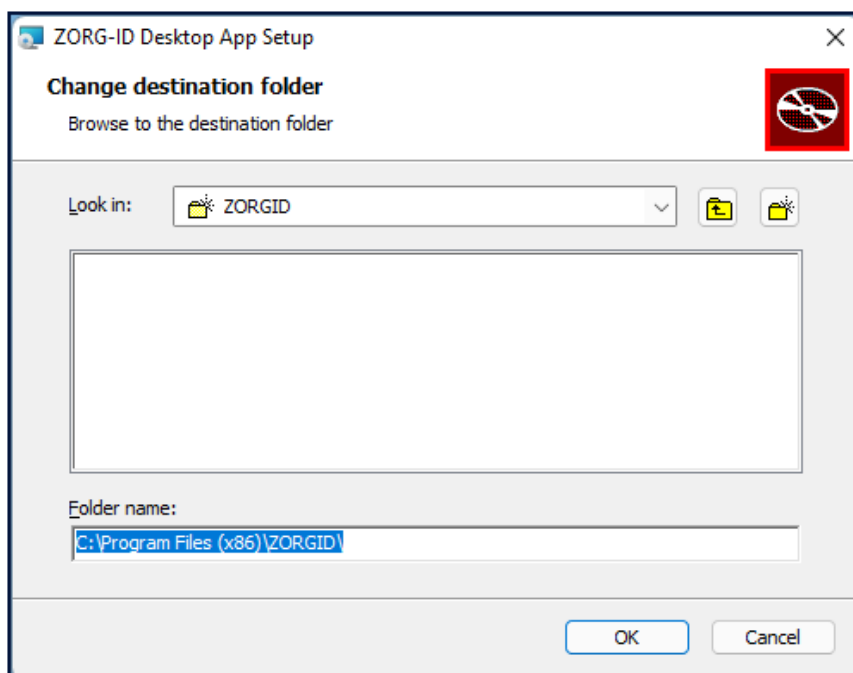 ZORG-ID Desktop App Setup
Change destination folder
Browse to the destination folder
Look in:
ZORGID
Folder name:
C:\Program Files (x86)\ZORGID\
OK
Cancel